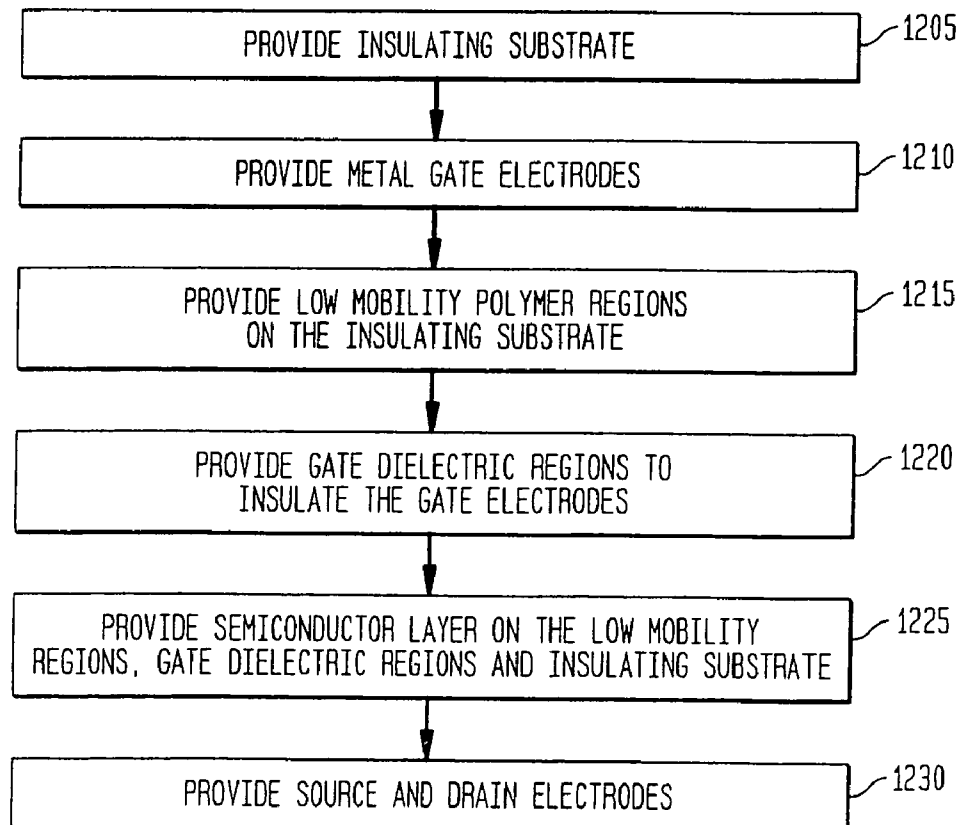 PROVIDE INSULATING SUBSTRATE
1205
PROVIDE METAL GATE ELECTRODES
1210
PROVIDE LOW MOBILITY POLYMER REGIONS
ON THE INSULATING SUBSTRATE
1215
PROVIDE GATE DIELECTRIC REGIONS TO
INSULATE THE GATE ELECTRODES
1220
PROVIDE SEMICONDUCTOR LAYER ON THE LOW MOBILITY
REGIONS, GATE DIELECTRIC REGIONS AND INSULATING SUBSTRATE
1225
PROVIDE SOURCE AND DRAIN ELECTRODES
1230